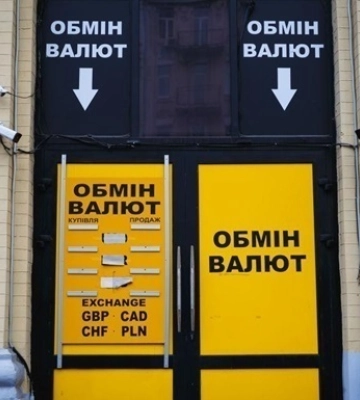 ОБМІН
ВАЛЮТ
ОБМІН
ВАЛЮТ
ОБМІН
ВАЛЮТ
КУПІВЛЯ ПРОДАЖ
EXCHANGE
GBP · CAD
CHF · PLN
ОБМІН
ВАЛЮТ